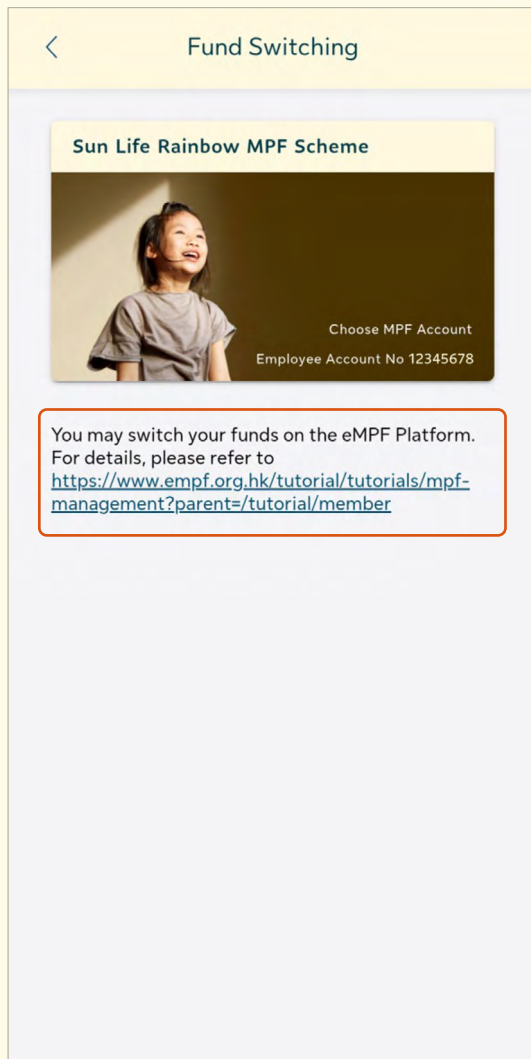 Fund Switching
Sun Life Rainbow MPF Scheme
Choose MPF Account
Employee Account No 12345678
You may switch your funds on the eMPF Platform.
For details, please refer to
https://www.empf.org.hk/tutorial/tutorials/mpf-
management?parent=/tutorial/member